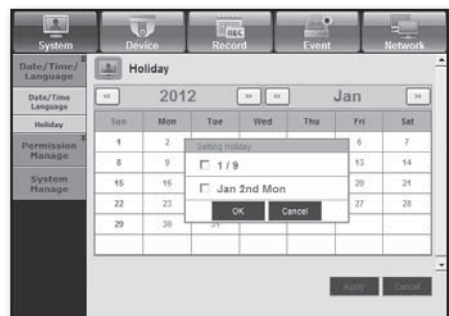 System Device Record Event Network
REC
Date/Time/
Language
Date/Time
Language
Holiday
Permission
Manage
System
Manage
Holiday
<< 2012 >> << Jan >>
Sun Mon Tue Wed Thu Fri Sat
1 2 6 7
8 9 13 14
15 16 20 21
22 23 27 28
29 30 31
Setting Holiday
1 / 9
Jan 2nd Mon
OK Cancel
Apply Cancel